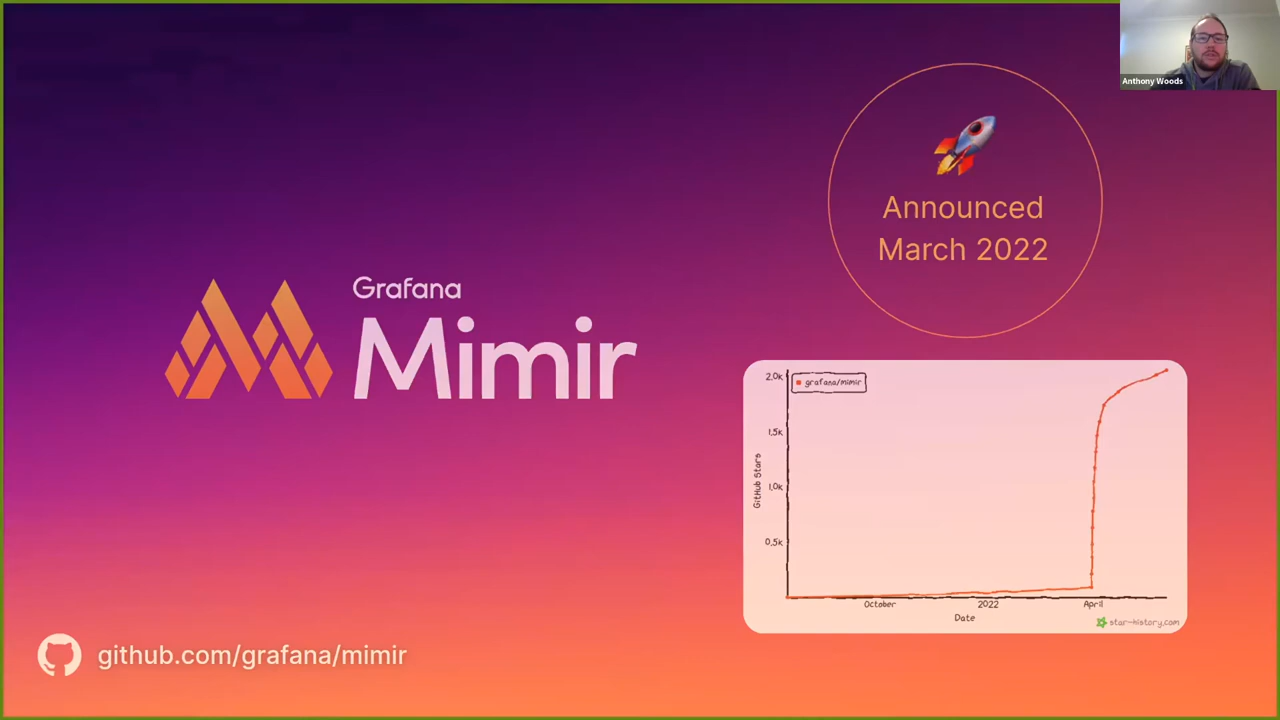 Anthony Woods
Announced
March 2022
Grafana
Mimir
2.0k
grafana/mimir
1.5k
1.0k
0.5k
GitHub Stars
October
2022
April
Date
star-history.com
github.com/grafana/mimir